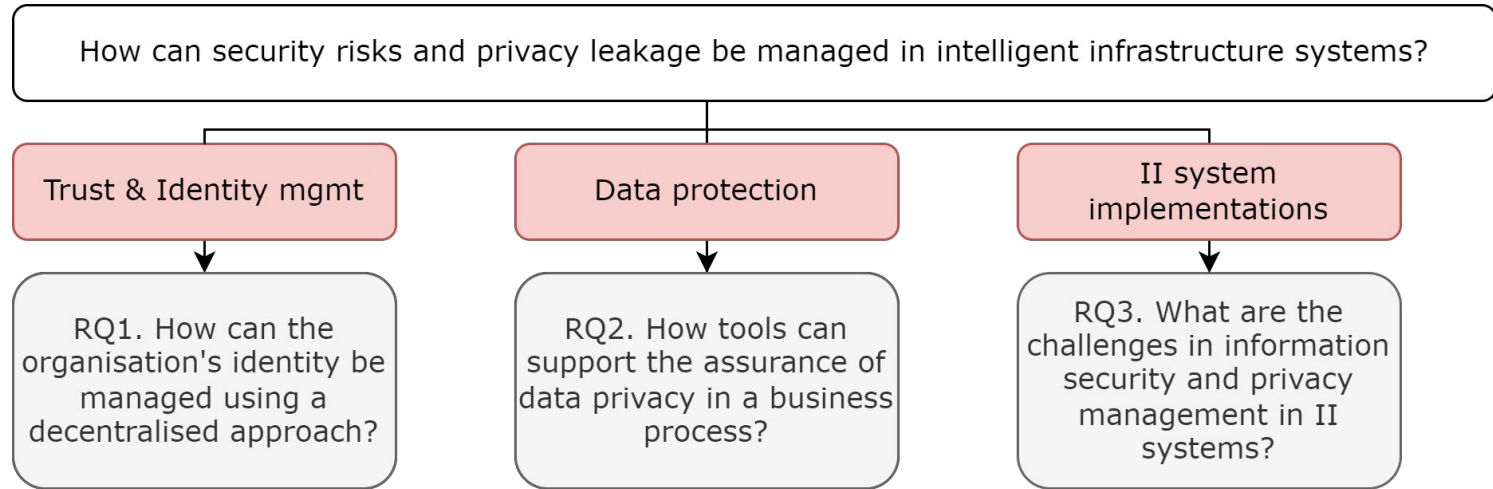 How can security risks and privacy leakage be managed in intelligent infrastructure systems?
Trust & Identity mgmt
Data protection
II system
implementations
RQ1. How can the
organisation's identity be
managed using a
decentralised approach?
RQ2. How tools can
support the assurance of
data privacy in a business
process?
RQ3. What are the
challenges in information
security and privacy
management in II
systems?